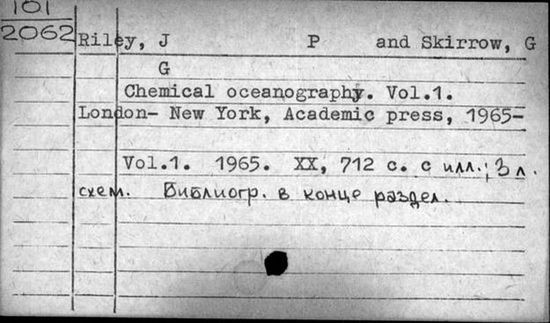 101
2062
Riley, J P and Skirrow, G
G
Chemical oceanography. Vol.1.
London- New York, Academic press, 1965-
Vol.1. 1965. XX, 712 с. с илл.; 3 л.
схем. Библиогр. в конце раздел.